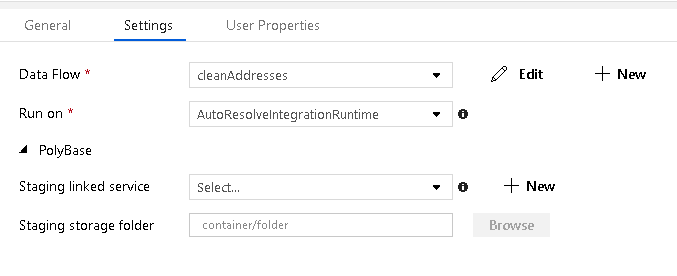 General Settings User Properties
Data Flow * cleanAddresses Edit + New
Run on * AutoResolveIntegrationRuntime
PolyBase
Staging linked service Select... + New
Staging storage folder container/folder Browse